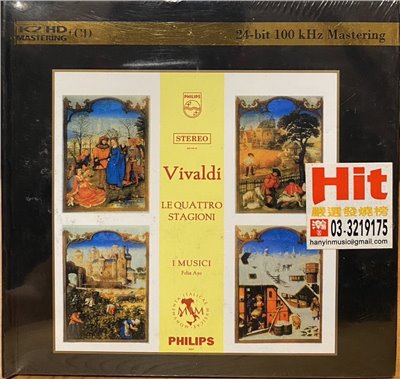 K2 HD MASTERING +CD
24-bit 100 kHz Mastering
PHILIPS
STEREO
Vivaldi
LE QUATTRO
STAGIONI
I MUSICI
Felix Ayo
PHILIPS
Hit
嚴選發燒榜
03-3219175
hanyinmusic@gmail.com